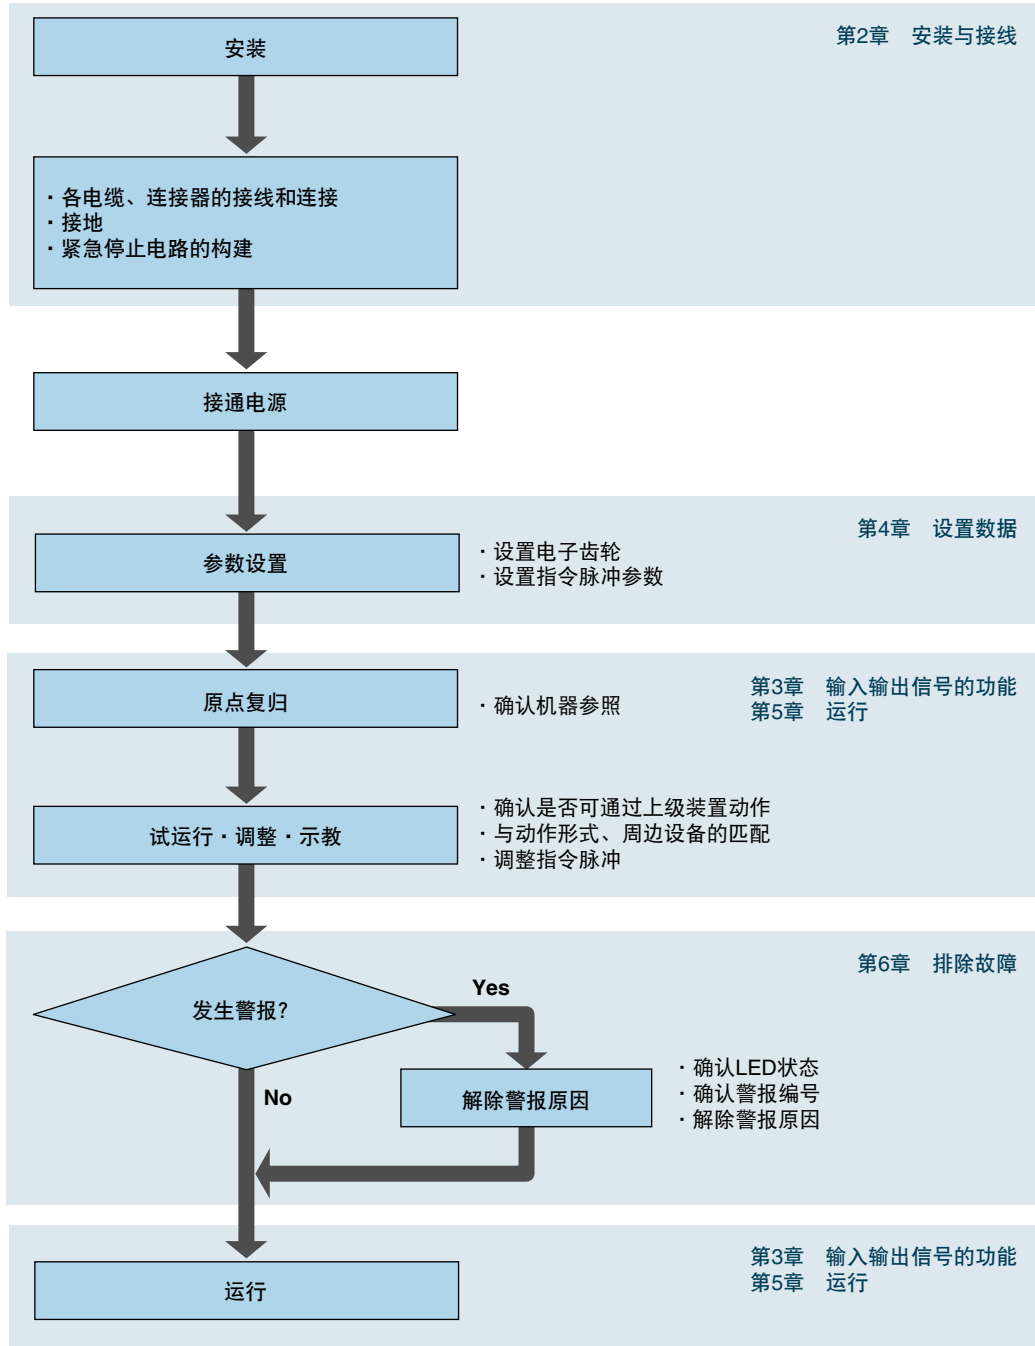 第2章 安装与接线
安装
・各电缆、连接器的接线和连接
・接地
・紧急停止电路的构建
接通电源
第4章 设置数据
参数设置
・设置电子齿轮
・设置指令脉冲参数
第3章 输入输出信号的功能
第5章 运行
原点复归
・确认机器参照
试运行・调整・示教
・确认是否可通过上级装置动作
・与动作形式、周边设备的匹配
・调整指令脉冲
第6章 排除故障
发生警报？
Yes
No
解除警报原因
・确认LED状态
・确认警报编号
・解除警报原因
第3章 输入输出信号的功能
第5章 运行
运行